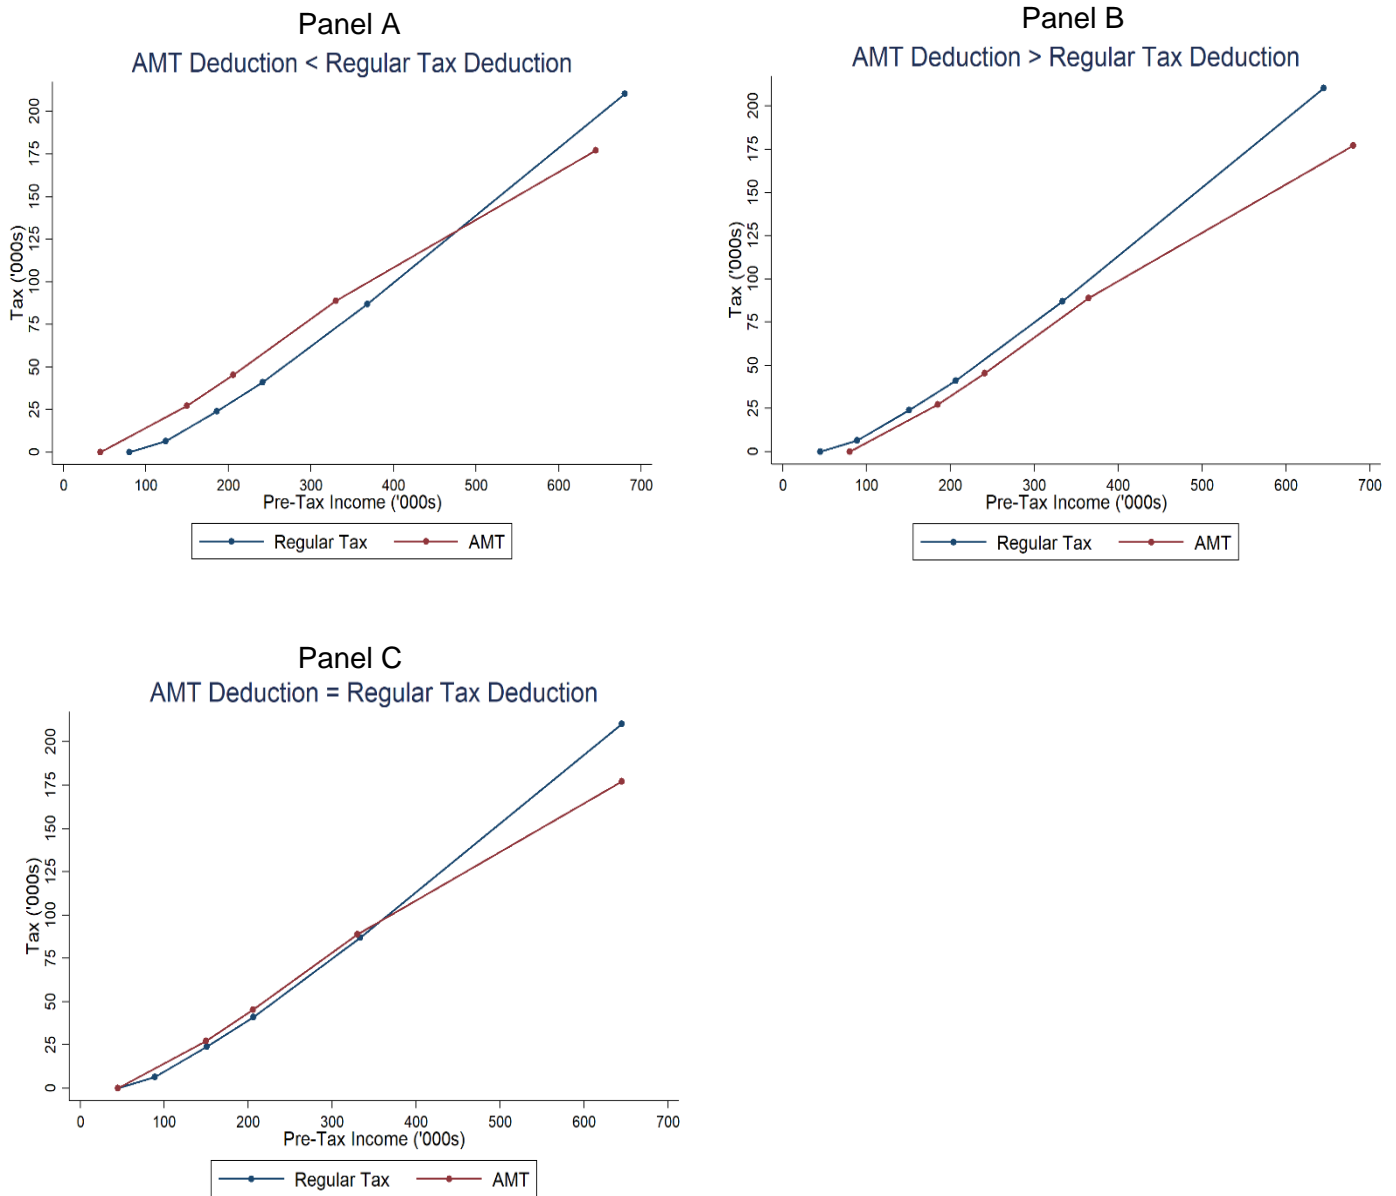 Panel A
AMT Deduction < Regular Tax Deduction
Tax ('000s)
200
175
150
125
100
75
50
25
0
0 100 200 300 400 500 600 700
Pre-Tax Income ('000s)
Regular Tax AMT
Panel B
AMT Deduction > Regular Tax Deduction
Tax ('000s)
200
175
150
125
100
75
50
25
0
0 100 200 300 400 500 600 700
Pre-Tax Income ('000s)
Regular Tax AMT
Panel C
AMT Deduction = Regular Tax Deduction
Tax ('000s)
200
175
150
125
100
75
50
25
0
0 100 200 300 400 500 600 700
Pre-Tax Income ('000s)
Regular Tax AMT